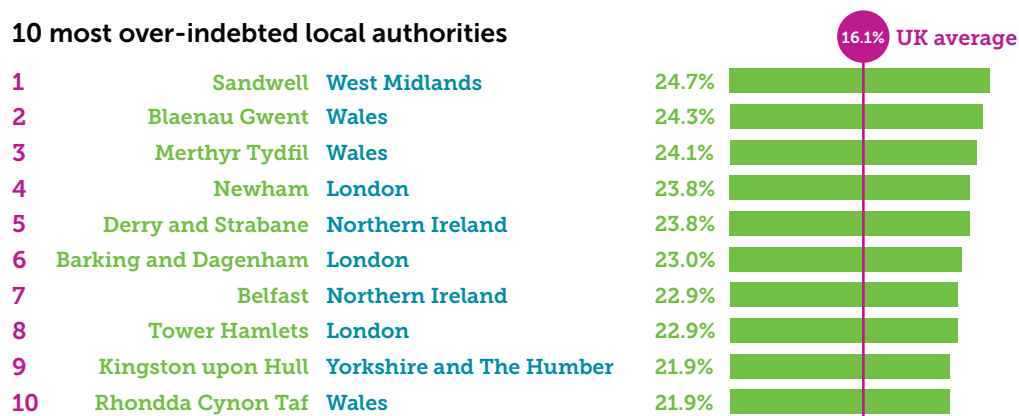 10 most over-indebted local authorities
16.1% UK average
1 Sandwell West Midlands 24.7%
2 Blaenau Gwent Wales 24.3%
3 Merthyr Tydfil Wales 24.1%
4 Newham London 23.8%
5 Derry and Strabane Northern Ireland 23.8%
6 Barking and Dagenham London 23.0%
7 Belfast Northern Ireland 22.9%
8 Tower Hamlets London 22.9%
9 Kingston upon Hull Yorkshire and The Humber 21.9%
10 Rhondda Cynon Taf Wales 21.9%